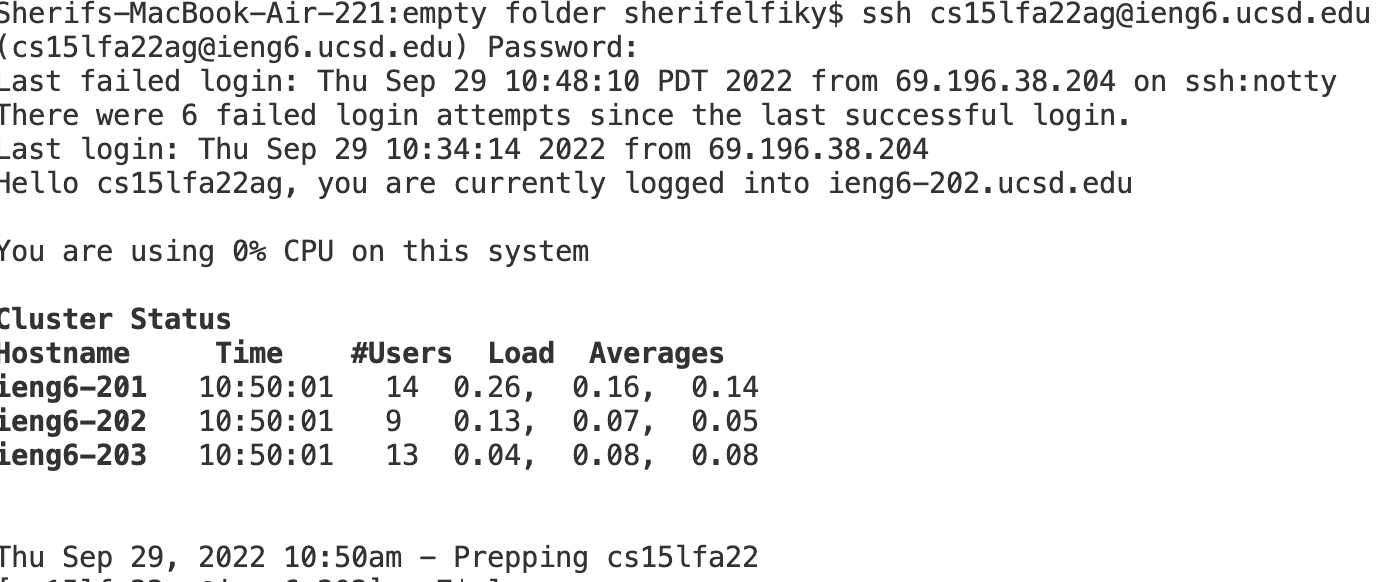 Sherifs-MacBook-Air-221:empty folder sherifelfiky$ ssh cs15lfa22ag@ieng6.ucsd.edu
(cs15lfa22ag@ieng6.ucsd.edu) Password:
Last failed login: Thu Sep 29 10:48:10 PDT 2022 from 69.196.38.204 on ssh:notty
There were 6 failed login attempts since the last successful login.
Last login: Thu Sep 29 10:34:14 2022 from 69.196.38.204
Hello cs15lfa22ag, you are currently logged into ieng6-202.ucsd.edu
You are using 0% CPU on this system
Cluster Status
Hostname Time #Users Load Averages
ieng6-201 10:50:01 14 0.26, 0.16, 0.14
ieng6-202 10:50:01 9 0.13, 0.07, 0.05
ieng6-203 10:50:01 13 0.04, 0.08, 0.08
Thu Sep 29, 2022 10:50am - Prepping cs15lfa22